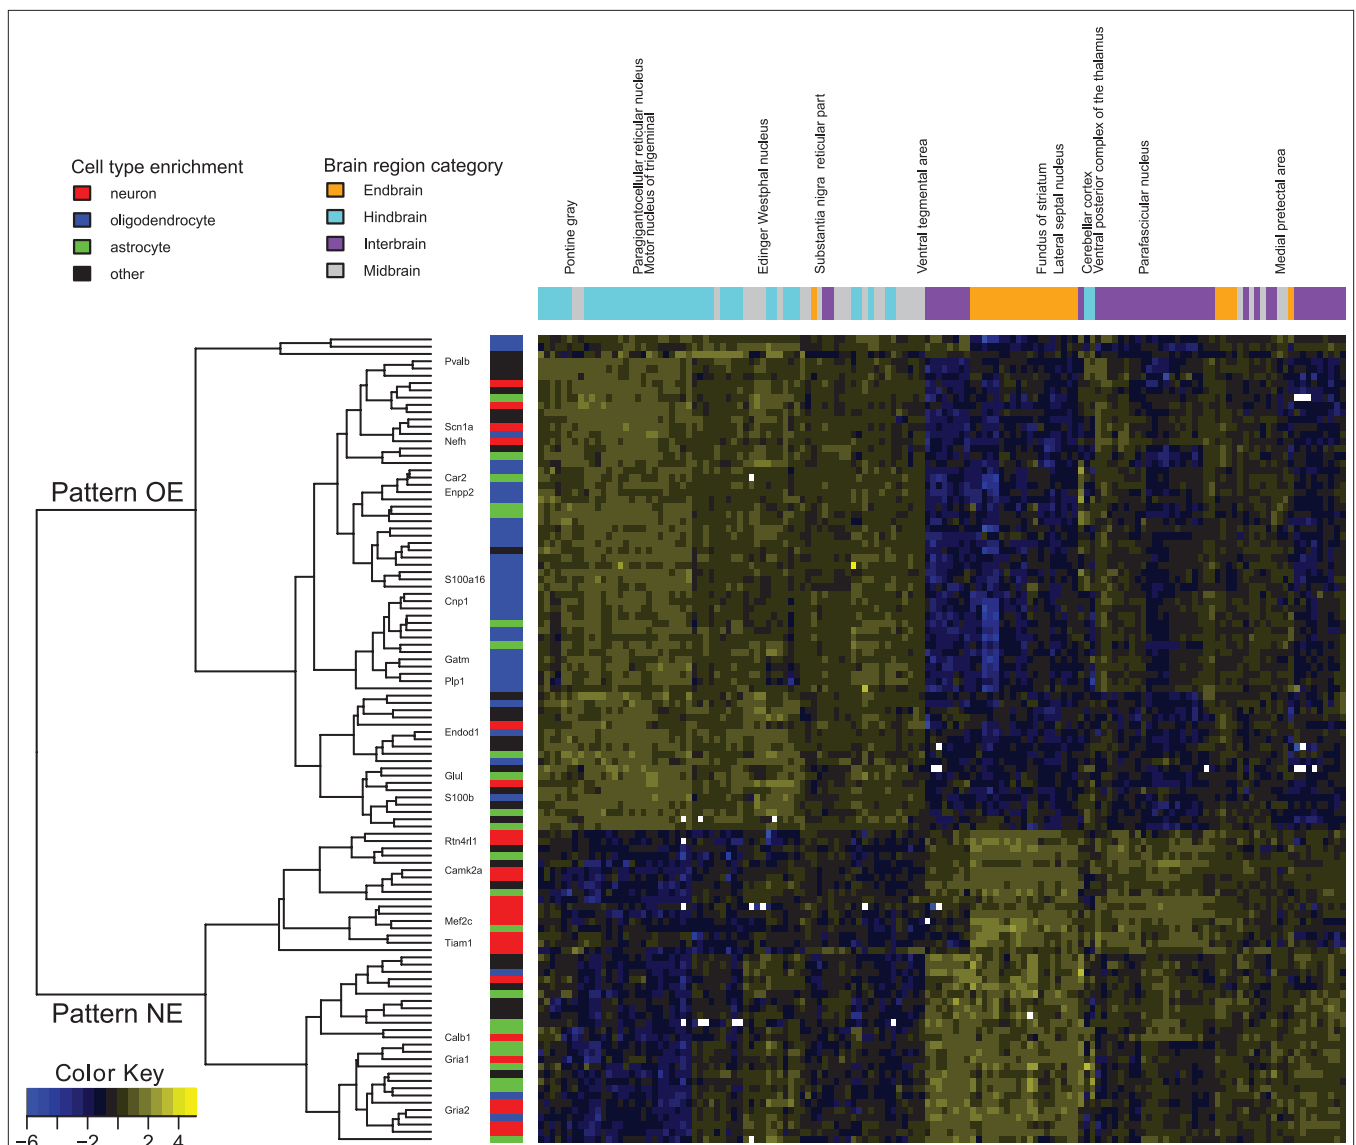 Cell type enrichment
neuron
oligodendrocyte
astrocyte
other
Brain region category
Endbrain
Hindbrain
Interbrain
Midbrain
Pontine gray
Paragigantocellular reticular nucleus
Motor nucleus of trigeminal
Edinger Westphal nucleus
Substantia nigra reticular part
Ventral tegmental area
Fundus of striatum
Lateral septal nucleus
Cerebellar cortex
Ventral posterior complex of the thalamus
Parafascicular nucleus
Medial pretectal area
Pattern OE
Pattern NE
Pvalb
Scn1a
Nefh
Car2
Enpp2
S100a16
Cnp1
Gatm
Plp1
Endod1
Glul
S100b
Rtn4rl1
Camk2a
Mef2c
Tiam1
Calb1
Gria1
Gria2
Color Key
−6 −2 2 4